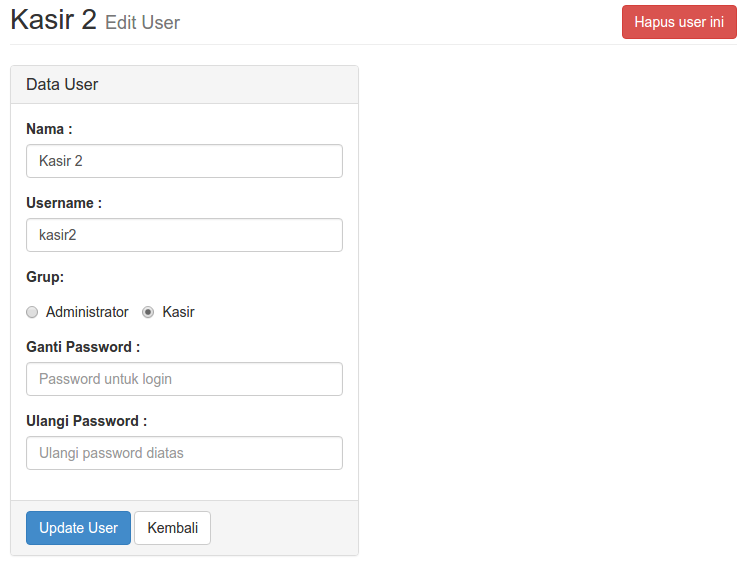 Kasir 2 Edit User
Hapus user ini
Data User
Nama :
Kasir 2
Username :
kasir2
Grup:
Administrator Kasir
Ganti Password :
Password untuk login
Ulangi Password :
Ulangi password diatas
Update User Kembali